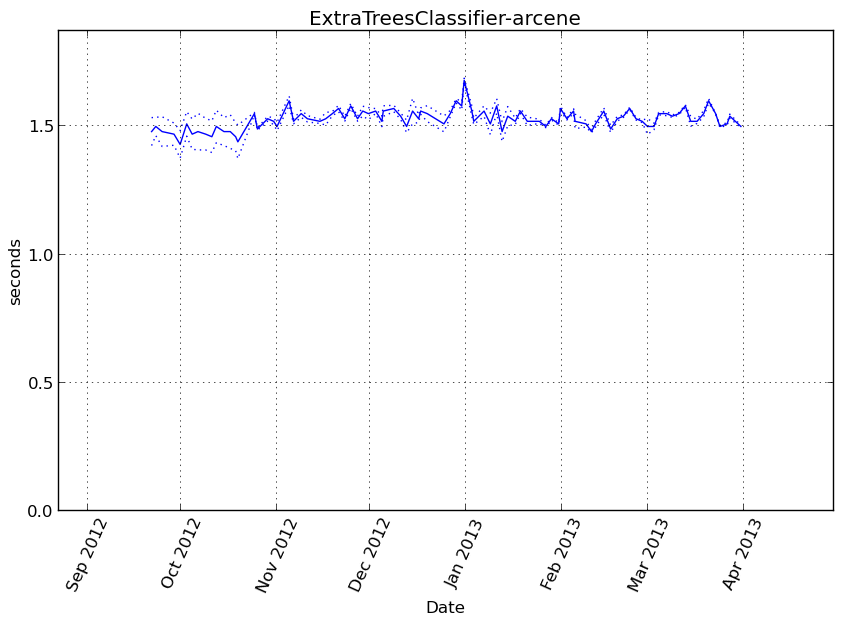 ExtraTreesClassifier-arcene
1.5
1.0
0.5
0.0
seconds
Sep 2012
Oct 2012
Nov 2012
Dec 2012
Jan 2013
Feb 2013
Mar 2013
Apr 2013
Date